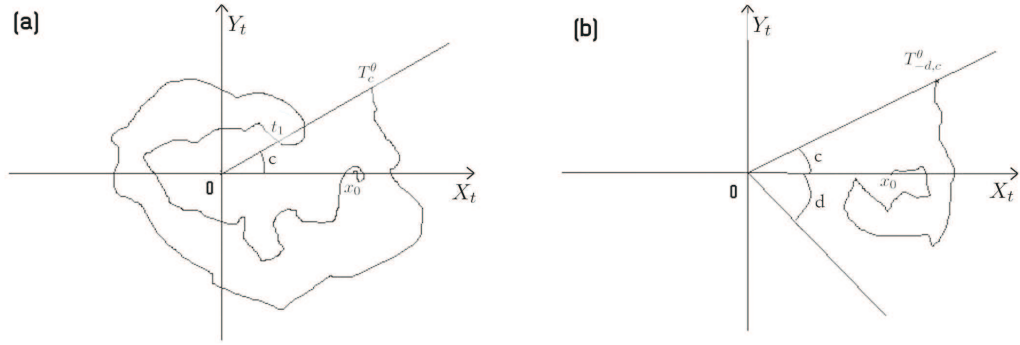 (a)
Y_t
T_c^θ
t_1
c
0
x_0
X_t
(b)
Y_t
T_{-d,c}^θ
c
0
x_0
X_t
d